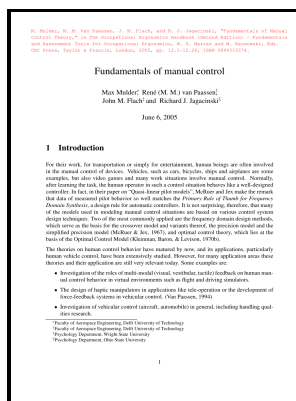 M. Mulder, M. M. Van Paassen, J. M. Flach, and R. J. Jagacinski, "Fundamentals of Manual
Control Theory," in The Occupational Ergonomics Handbook (Second Edition) - Fundamentals
and Assessment Tools for Occupational Ergonomics, W. S. Marras and W. Karwowski, Eds.
CRC Press, Taylor & Francis, London, 2005, pp. 12.1-12.26, ISBN 0849319374.
Fundamentals of manual control
Max Mulder,* René (M. M.) van Paassen,†
John M. Flach‡ and Richard J. Jagacinski§
June 6, 2005
1 Introduction
For their work, for transportation or simply for entertainment, human beings are often involved
in the manual control of devices. Vehicles, such as cars, bicycles, ships and airplanes are some
examples, but also video games and many work situations involve manual control. Normally,
after learning the task, the human operator in such a control situation behaves like a well-designed
controller. In fact, in their paper on "Quasi-linear pilot models", McRuer and Jex make the remark
that data of measured pilot behavior so well matches the Primary Rule of Thumb for Frequency
Domain Synthesis, a design rule for automatic controllers. It is not surprising, therefore, that many
of the models used in modeling manual control situations are based on various control system
design techniques. Two of the most commonly applied are the frequency domain design methods,
which serve as the basis for the crossover model and variants thereof, the precision model and the
simplified precision model (McRuer & Jex, 1967), and optimal control theory, which lies at the
basis of the Optimal Control Model (Kleinman, Baron, & Levison, 1970b).
The theories on human control behavior have matured by now, and its applications, particularly
human vehicle control, have been extensively studied. However, for many application areas these
theories and their application are still very relevant today. Some examples are:
• Investigation of the roles of multi-modal (visual, vestibular, tactile) feedback on human man-
ual control behavior in virtual environments such as flight and driving simulators.
• The design of haptic manipulators in applications like tele-operation or the development of
force-feedback systems in vehicular control. (Van Paassen, 1994)
• Investigation of vehicular control (aircraft, automobile) in general, including handling qual-
ities research.
*Faculty of Aerospace Engineering, Delft University of Technology
†Faculty of Aerospace Engineering, Delft University of Technology
‡Psychology Department, Wright State University
§Psychology Department, Ohio State University
1